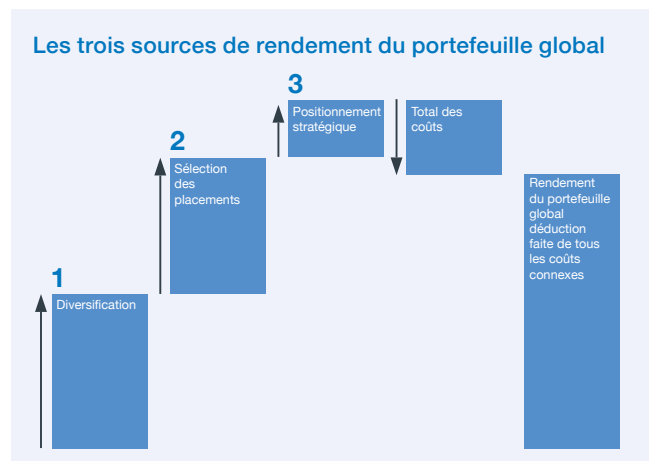 Les trois sources de rendement du portefeuille global
1
Diversification
2
Sélection
des
placements
3
Positionnement
stratégique
Total des
coûts
Rendement
du portefeuille
global
déduction
faite de tous
les coûts
connexes